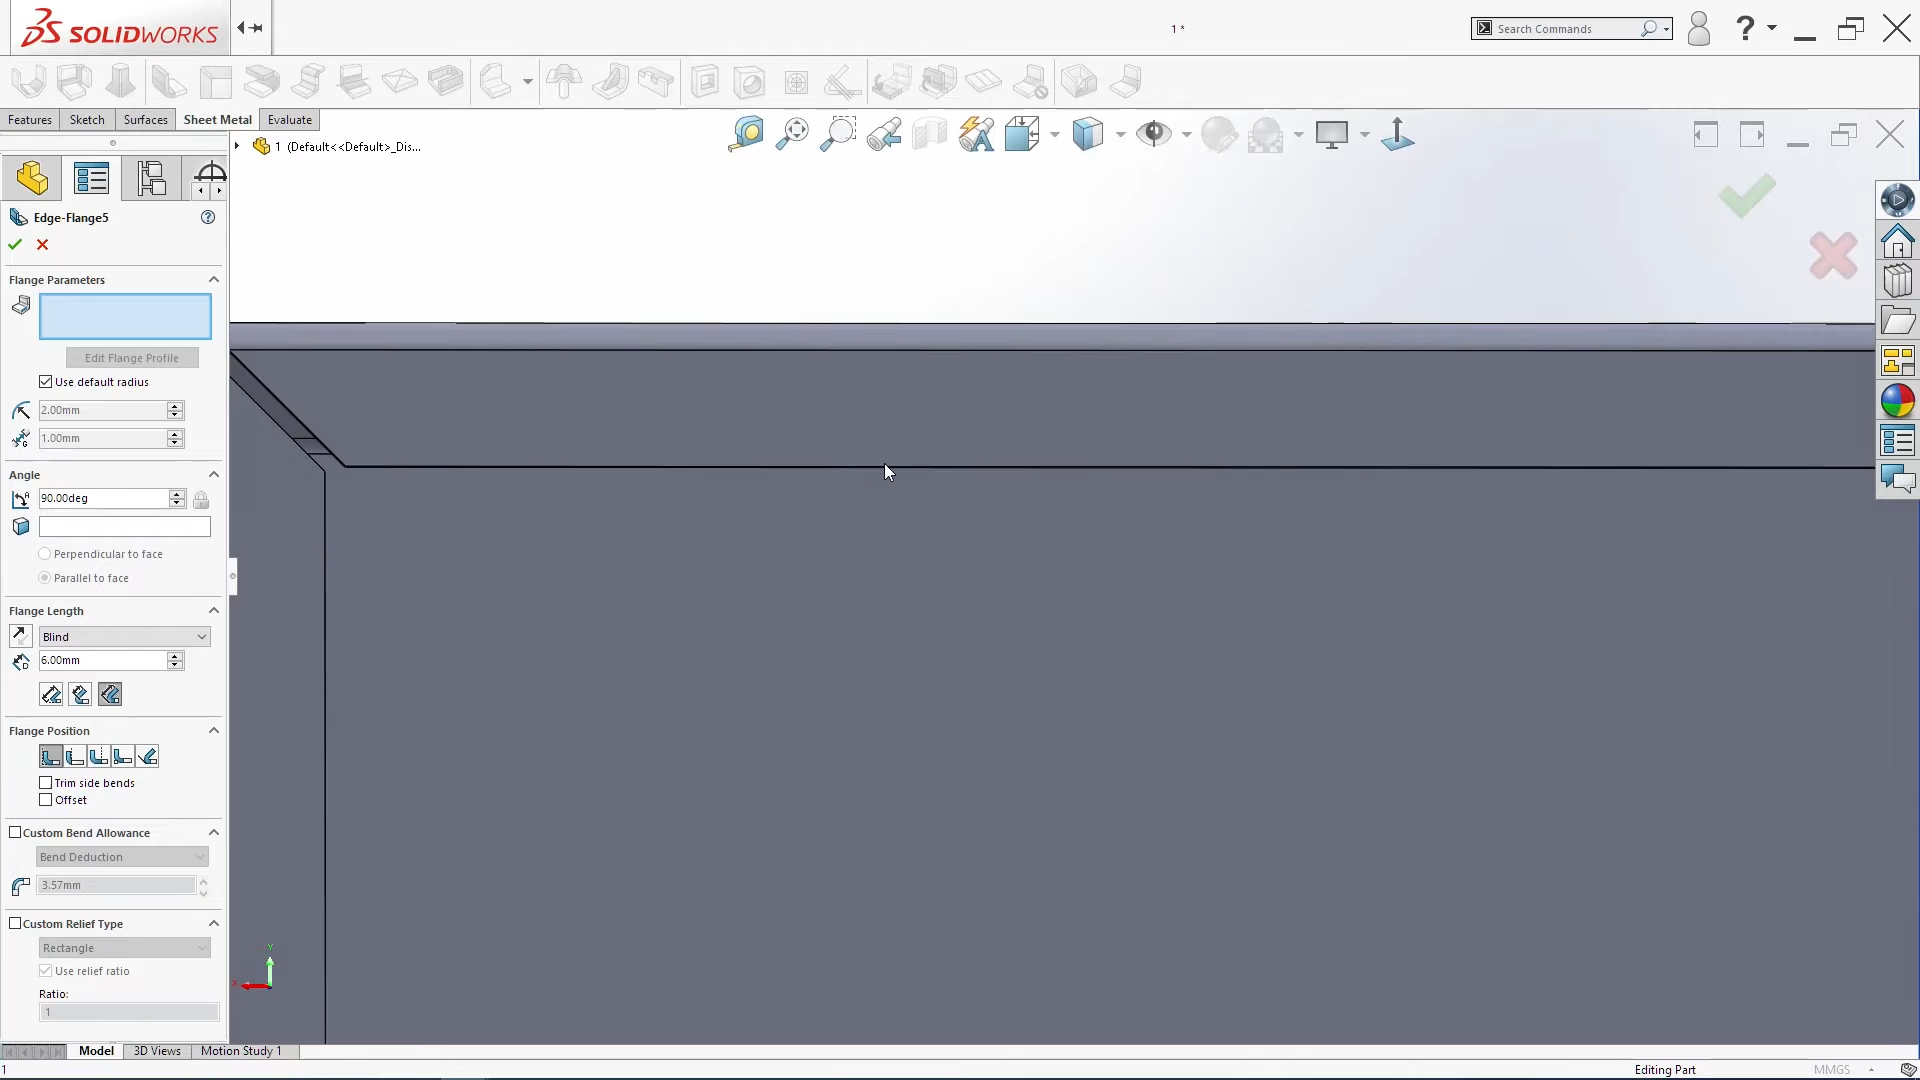 SOLIDWORKS
1 *
Search Commands
?
Features
Sketch
Surfaces
Sheet Metal
Evaluate
1 (Default<<Default>_Dis...
Edge-Flange5
?
Flange Parameters
Edit Flange Profile
Use default radius
2.00mm
1.00mm
Angle
90.00deg
Perpendicular to face
Parallel to face
Flange Length
Blind
6.00mm
Flange Position
Trim side bends
Offset
Custom Bend Allowance
Bend Deduction
3.57mm
Custom Relief Type
Rectangle
Use relief ratio
Ratio:
1
Y
X
Model
3D Views
Motion Study 1
1
Editing Part
MMGS